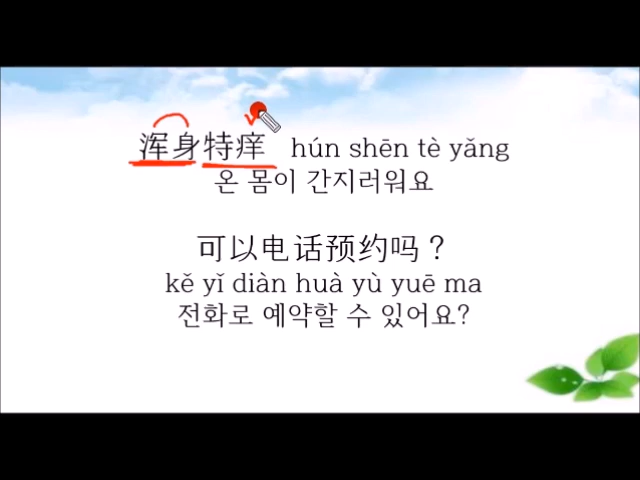 浑身特痒 hún shēn tè yǎng
온 몸이 간지러워요
可以电话预约吗？
kě yǐ diàn huà yù yuē ma
전화로 예약할 수 있어요?